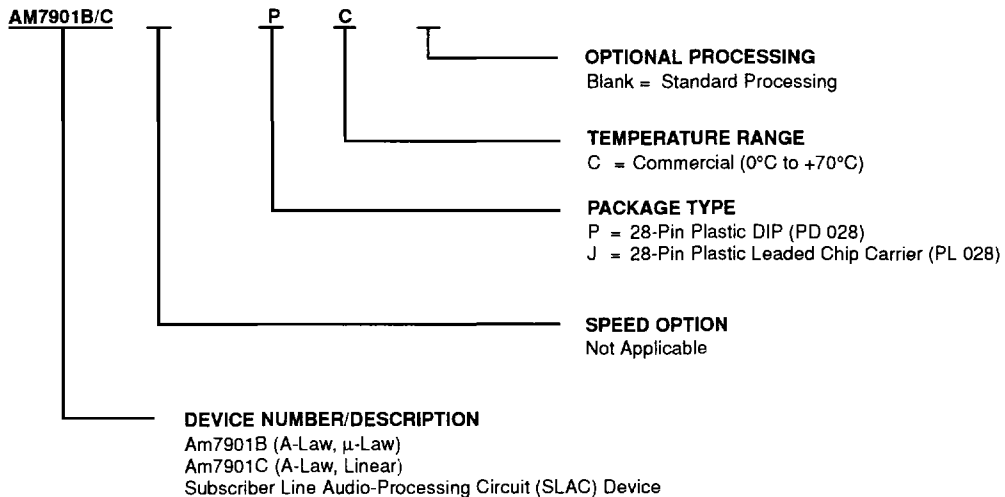 AM7901B/C P C
OPTIONAL PROCESSING
Blank = Standard Processing
TEMPERATURE RANGE
C = Commercial (0°C to +70°C)
PACKAGE TYPE
P = 28-Pin Plastic DIP (PD 028)
J = 28-Pin Plastic Leaded Chip Carrier (PL 028)
SPEED OPTION
Not Applicable
DEVICE NUMBER/DESCRIPTION
Am7901B (A-Law, µ-Law)
Am7901C (A-Law, Linear)
Subscriber Line Audio-Processing Circuit (SLAC) Device